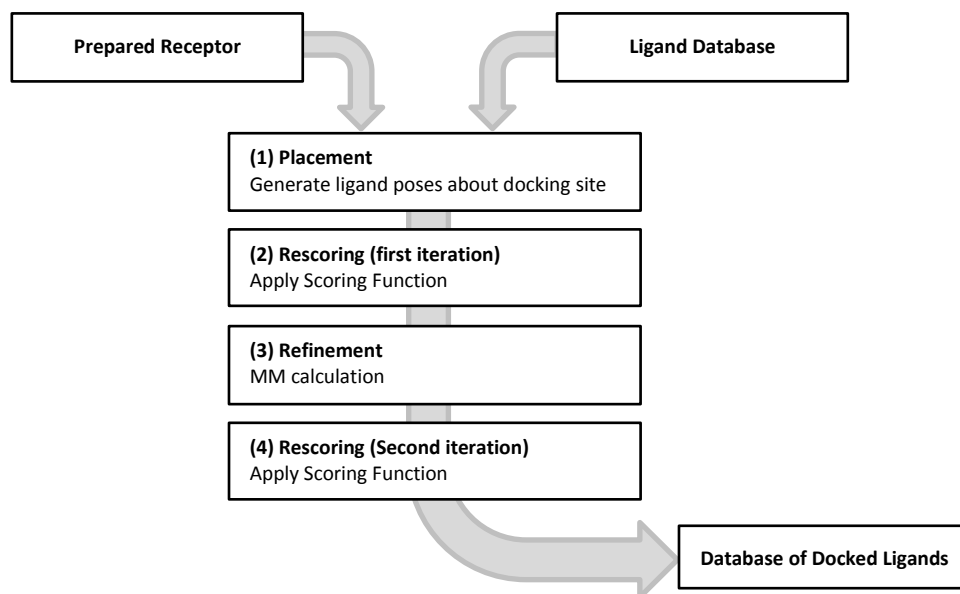 Prepared Receptor
Ligand Database
(1) Placement
Generate ligand poses about docking site
(2) Rescoring (first iteration)
Apply Scoring Function
(3) Refinement
MM calculation
(4) Rescoring (Second iteration)
Apply Scoring Function
Database of Docked Ligands